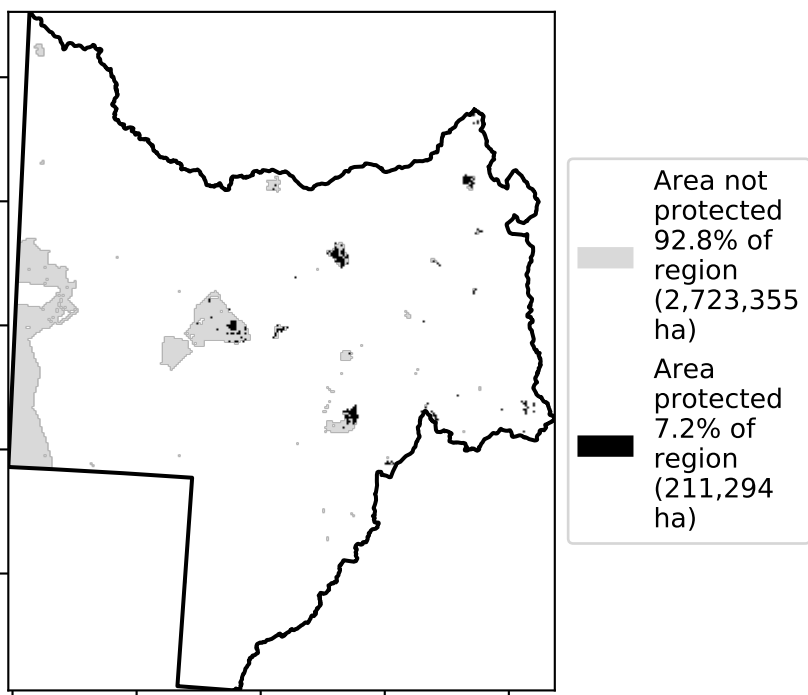 Area not
protected
92.8% of
region
(2,723,355
ha)
Area
protected
7.2% of
region
(211,294
ha)